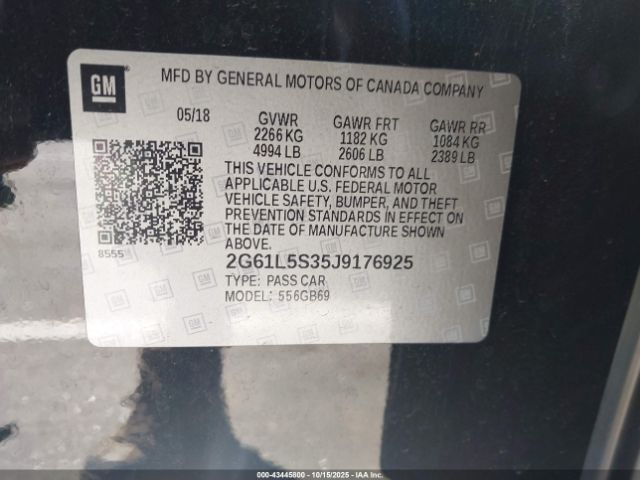 GM
MFD BY GENERAL MOTORS OF CANADA COMPANY
05/18 GVWR GAWR FRT GAWR RR
2266 KG 1182 KG 1084 KG
4994 LB 2606 LB 2389 LB
THIS VEHICLE CONFORMS TO ALL
APPLICABLE U.S. FEDERAL MOTOR
VEHICLE SAFETY, BUMPER, AND THEFT
PREVENTION STANDARDS IN EFFECT ON
THE DATE OF MANUFACTURE SHOWN
ABOVE.
8555
2G61L5S35J9176925
TYPE: PASS CAR
MODEL: 556GB69
000-43445800 - 10/15/2025 - IAAI.COM